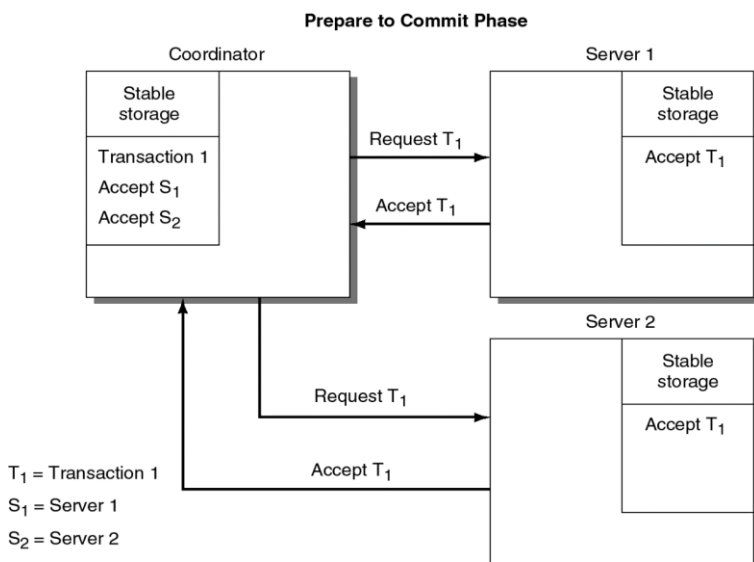 Prepare to Commit Phase
Coordinator
Stable
storage
Transaction 1
Accept S₁
Accept S₂
Request T₁
Accept T₁
Server 1
Stable
storage
Accept T₁
Server 2
Stable
storage
Accept T₁
Request T₁
Accept T₁
T₁ = Transaction 1
S₁ = Server 1
S₂ = Server 2